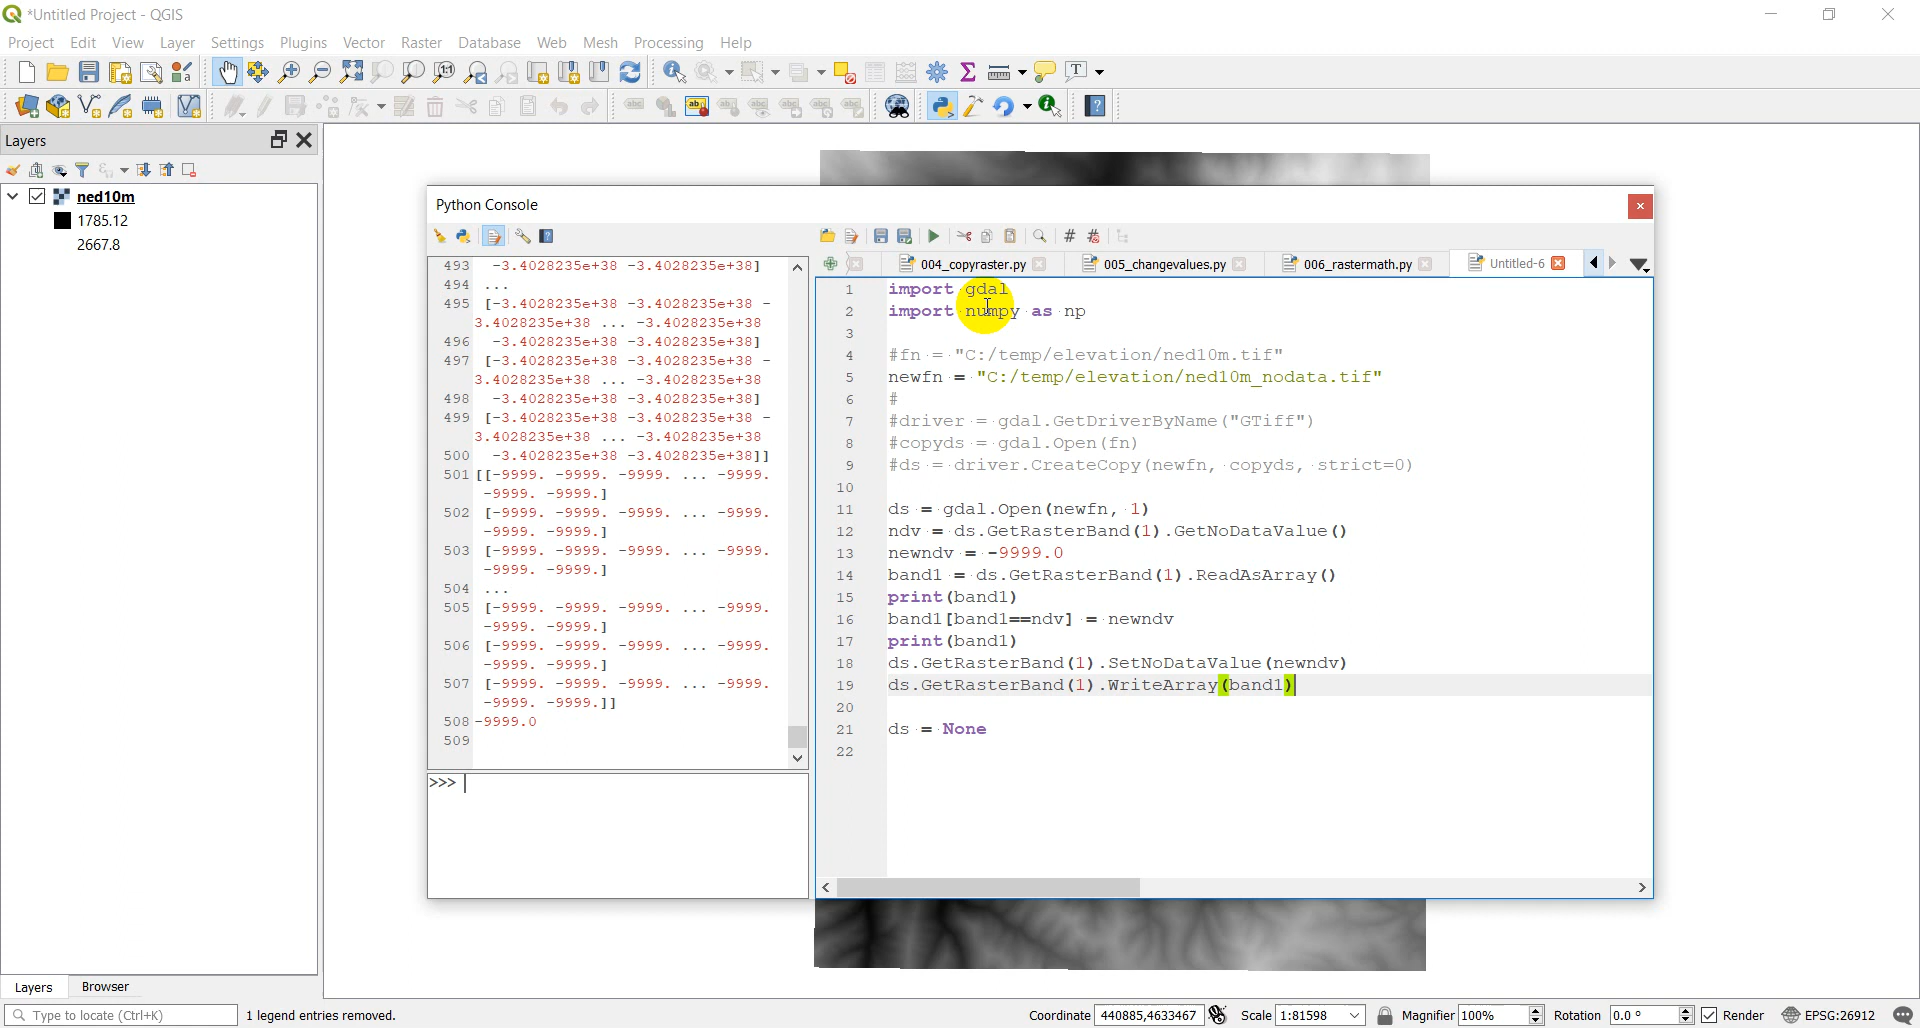 *Untitled Project - QGIS
Project Edit View Layer Settings Plugins Vector Raster Database Web Mesh Processing Help
Layers
ned10m
1785.12
2667.8
Python Console
004_copyraster.py
005_changevalues.py
006_rastermath.py
Untitled-6
493 -3.4028235e+38 -3.4028235e+38]
494 ...
495 [-3.4028235e+38 -3.4028235e+38 -
3.4028235e+38 ... -3.4028235e+38
496 -3.4028235e+38 -3.4028235e+38]
497 [-3.4028235e+38 -3.4028235e+38 -
3.4028235e+38 ... -3.4028235e+38
498 -3.4028235e+38 -3.4028235e+38]
499 [-3.4028235e+38 -3.4028235e+38 -
3.4028235e+38 ... -3.4028235e+38
500 -3.4028235e+38 -3.4028235e+38]]
501 [[-9999. -9999. -9999. ... -9999.
-9999. -9999.]
502 [-9999. -9999. -9999. ... -9999.
-9999. -9999.]
503 [-9999. -9999. -9999. ... -9999.
-9999. -9999.]
504 ...
505 [-9999. -9999. -9999. ... -9999.
-9999. -9999.]
506 [-9999. -9999. -9999. ... -9999.
-9999. -9999.]
507 [-9999. -9999. -9999. ... -9999.
-9999. -9999.]]
508 -9999.0
509
>>>
1 import gdal
2 import numpy as np
3
4 #fn = "C:/temp/elevation/ned10m.tif"
5 newfn = "C:/temp/elevation/ned10m_nodata.tif"
6 #
7 #driver = gdal.GetDriverByName("GTiff")
8 #copyds = gdal.Open(fn)
9 #ds = driver.CreateCopy(newfn, copyds, strict=0)
10
11 ds = gdal.Open(newfn, 1)
12 ndv = ds.GetRasterBand(1).GetNoDataValue()
13 newndv = -9999.0
14 band1 = ds.GetRasterBand(1).ReadAsArray()
15 print(band1)
16 band1[band1==ndv] = newndv
17 print(band1)
18 ds.GetRasterBand(1).SetNoDataValue(newndv)
19 ds.GetRasterBand(1).WriteArray(band1)
20
21 ds = None
22
Layers Browser
Type to locate (Ctrl+K) 1 legend entries removed. Coordinate 440885,4633467 Scale 1:81598 Magnifier 100% Rotation 0.0 ° Render EPSG:26912